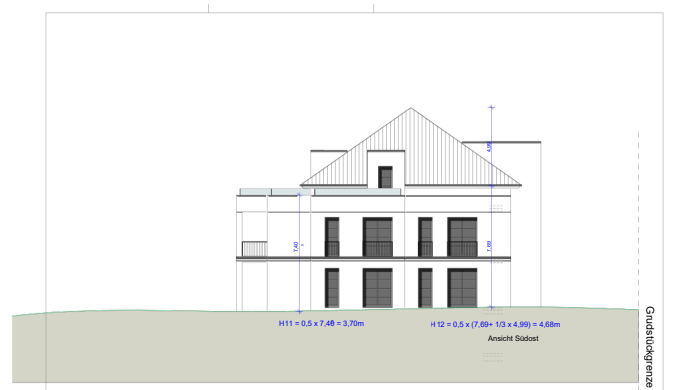 4,99
7,40
7,69
H11 = 0,5 x 7,40 = 3,70m
H12 = 0,5 x (7,69+ 1/3 x 4,99) = 4,68m
Ansicht Südost
Grudstückgrenze